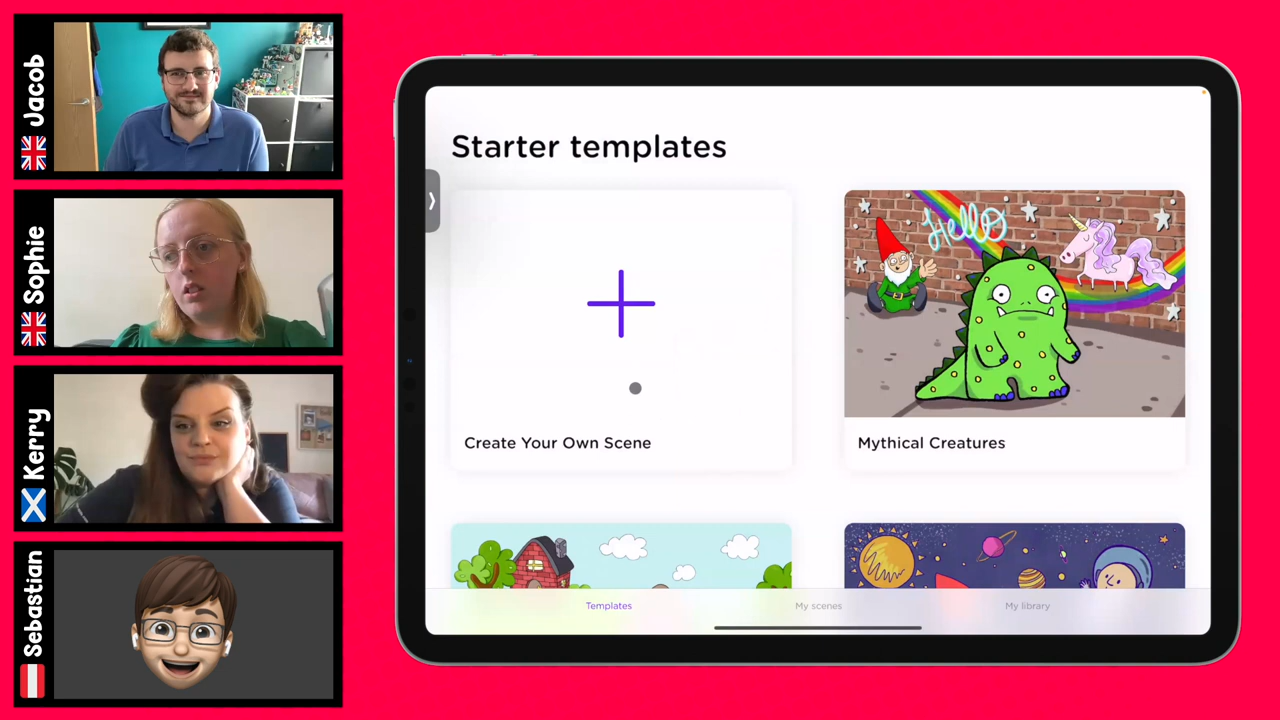 Jacob
Sophie
Kerry
Sebastian
Starter templates
Hello
Create Your Own Scene
Mythical Creatures
Templates
My scenes
My library